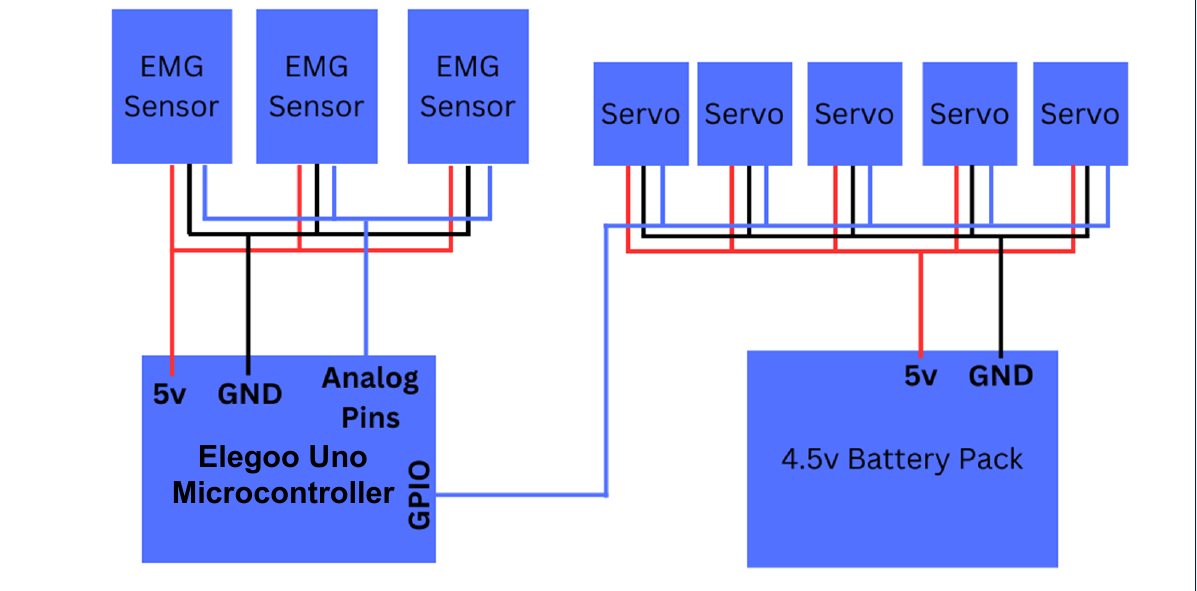 EMG
Sensor
EMG
Sensor
EMG
Sensor
Servo
Servo
Servo
Servo
Servo
5v
GND
Analog
Pins
Elegoo Uno
Microcontroller
GPIO
5v
GND
4.5v Battery Pack